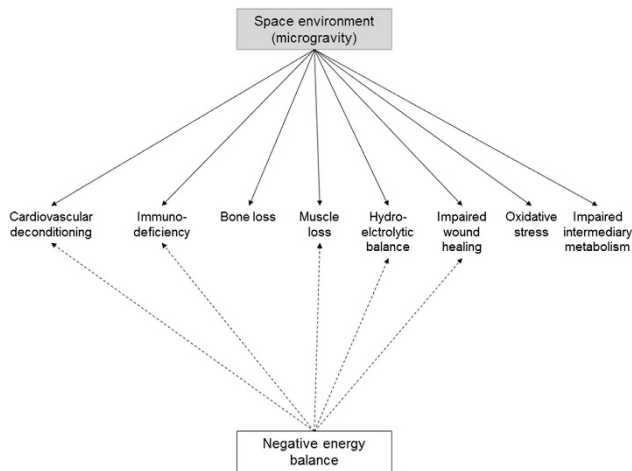 Space environment
(microgravity)
Cardiovascular
deconditioning
Immuno-
deficiency
Bone loss
Muscle
loss
Hydro-
elctrolytic
balance
Impaired
wound
healing
Oxidative
stress
Impaired
intermediary
metabolism
Negative energy
balance